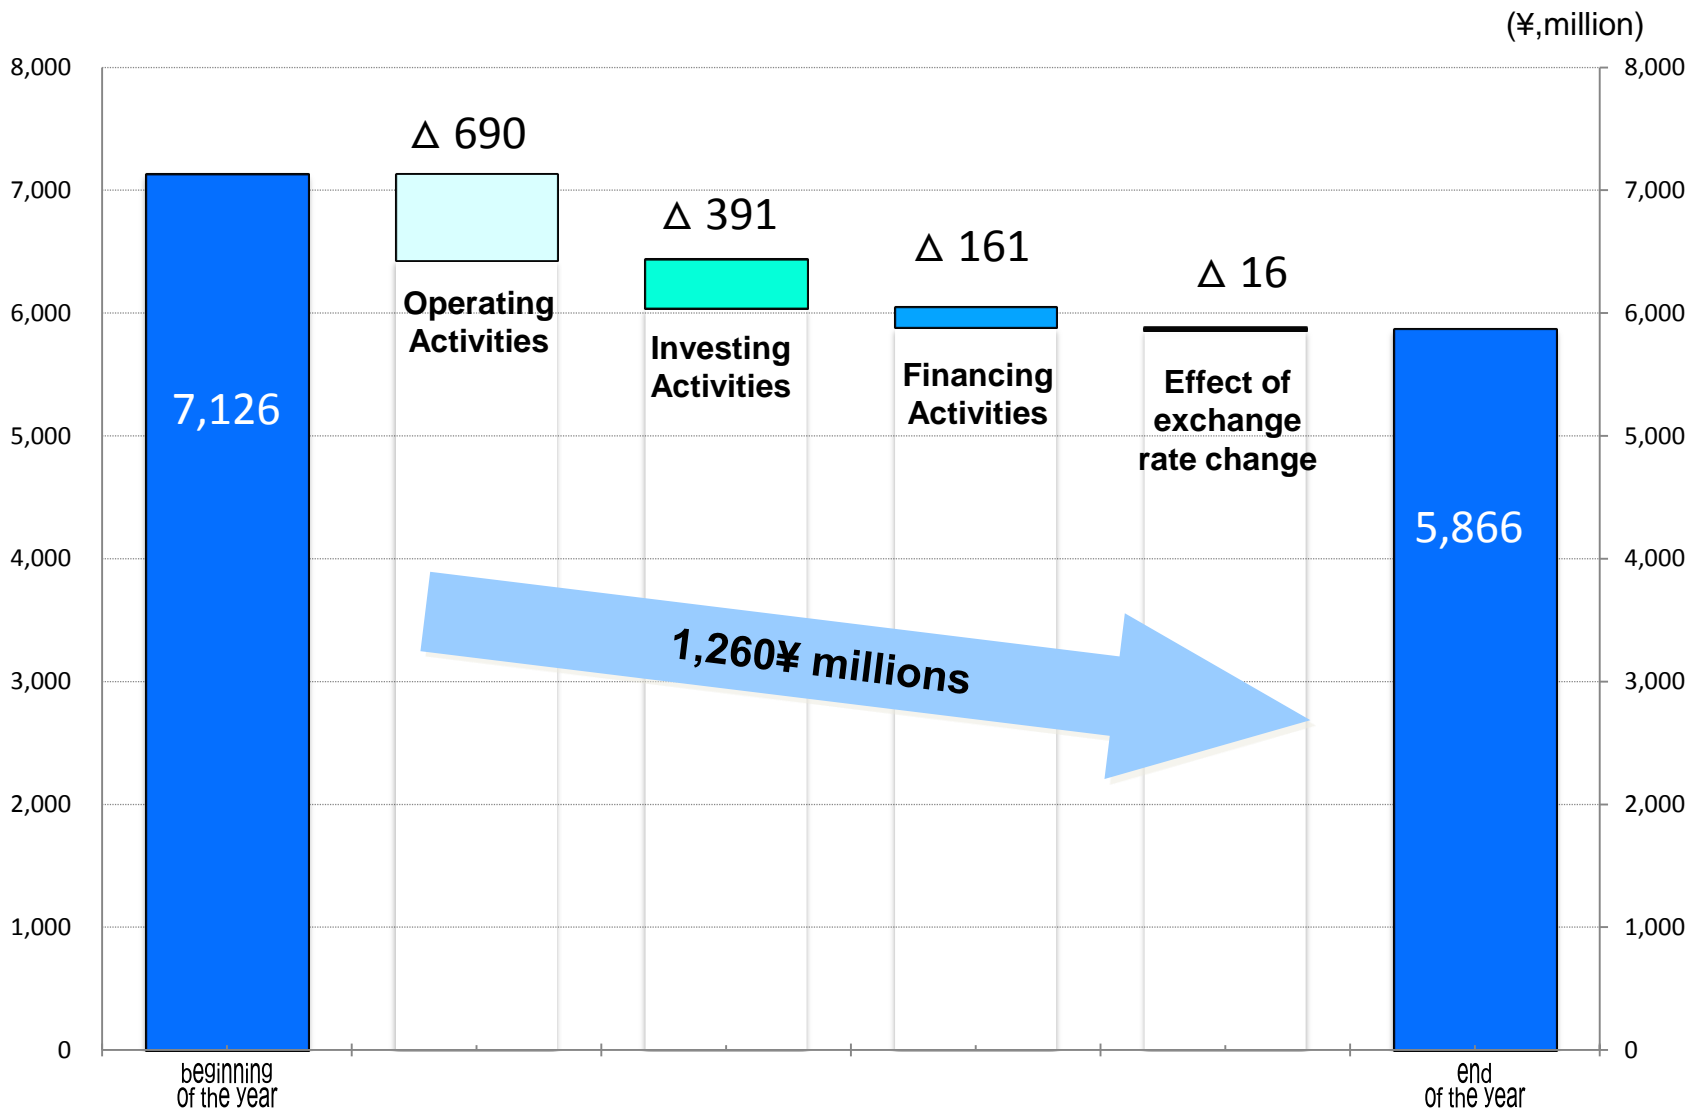 (¥,million)
8,000
7,000
6,000
5,000
4,000
3,000
2,000
1,000
0
8,000
7,000
6,000
5,000
4,000
3,000
2,000
1,000
0
7,126
Δ 690
Operating
Activities
Δ 391
Investing
Activities
Δ 161
Financing
Activities
Δ 16
Effect of
exchange
rate change
5,866
1,260¥ millions
beginning
of the year
end
of the year